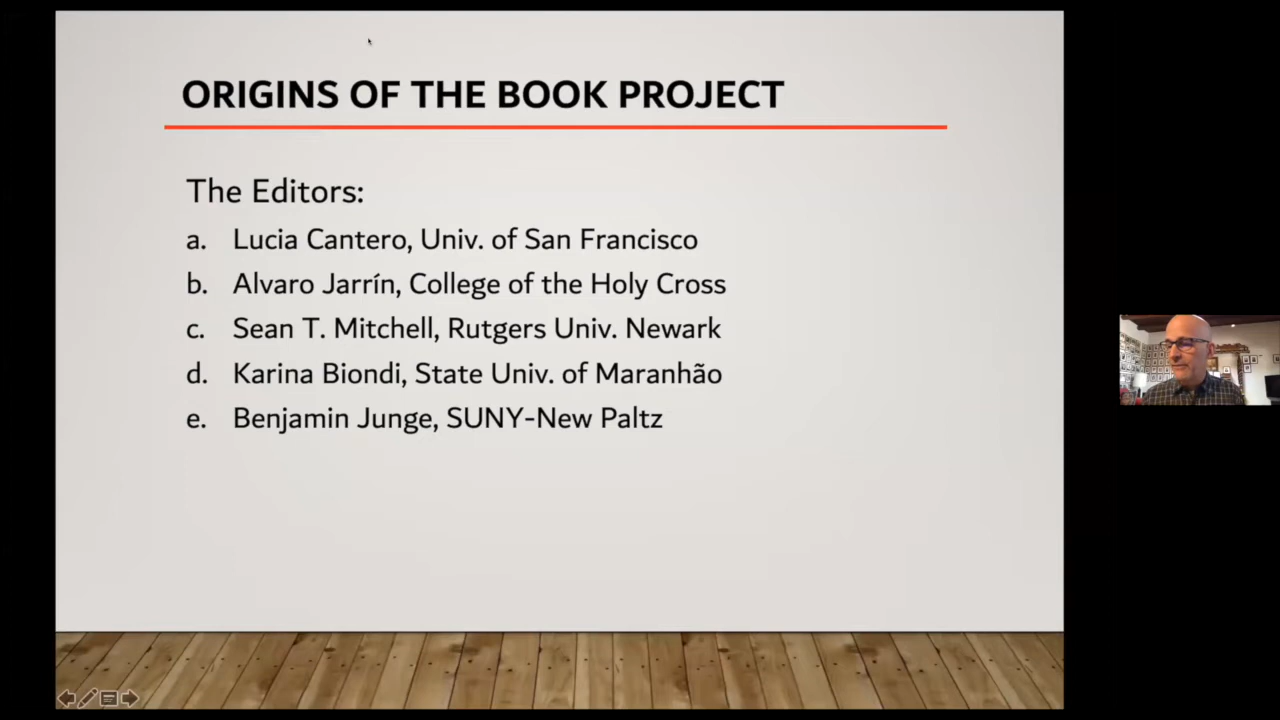 ORIGINS OF THE BOOK PROJECT
The Editors:
a. Lucia Cantero, Univ. of San Francisco
b. Alvaro Jarrín, College of the Holy Cross
c. Sean T. Mitchell, Rutgers Univ. Newark
d. Karina Biondi, State Univ. of Maranhão
e. Benjamin Junge, SUNY-New Paltz